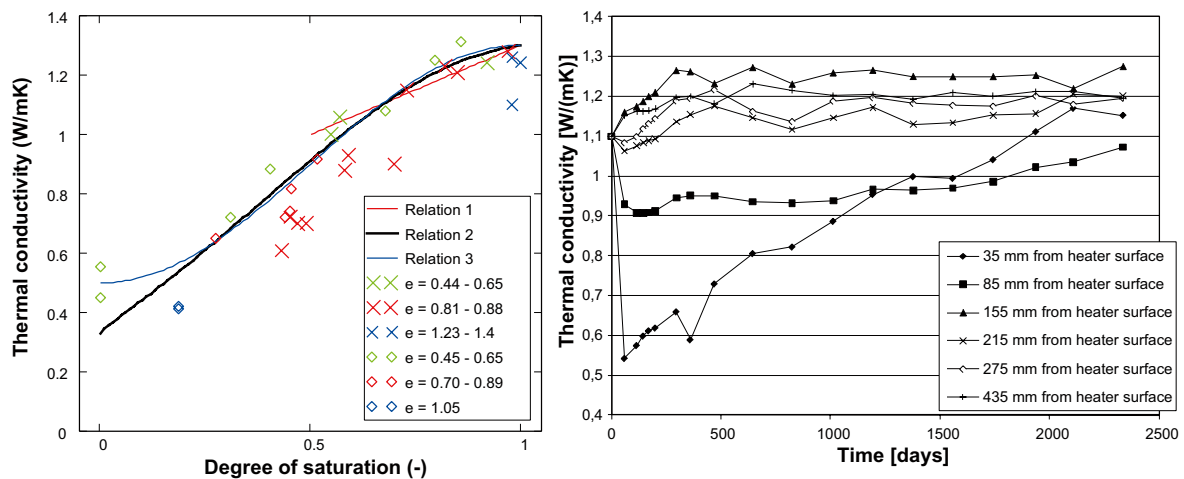 1.4
1.2
1
0.8
0.6
0.4
0.2
0
0
0.5
1
Thermal conductivity (W/mK)
Degree of saturation (-)
Relation 1
Relation 2
Relation 3
e = 0.44 - 0.65
e = 0.81 - 0.88
e = 1.23 - 1.4
e = 0.45 - 0.65
e = 0.70 - 0.89
e = 1.05
1,4
1,3
1,2
1,1
1
0,9
0,8
0,7
0,6
0,5
0,4
0
500
1000
1500
2000
2500
Thermal conductivity [W/(mK)]
Time [days]
35 mm from heater surface
85 mm from heater surface
155 mm from heater surface
215 mm from heater surface
275 mm from heater surface
435 mm from heater surface